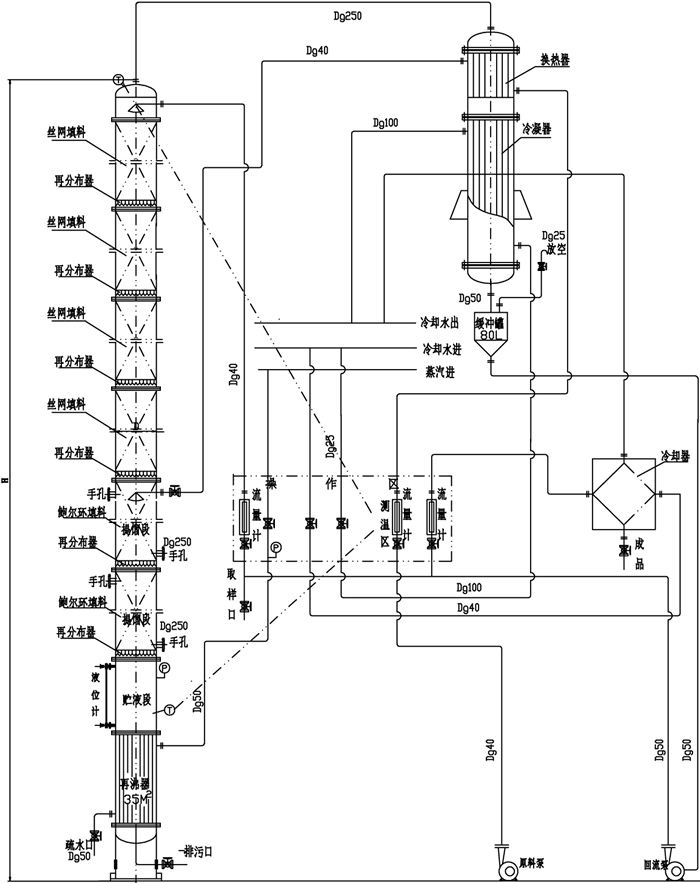 Dg250
Dg40
换热器
T
Dg100
冷凝器
丝网填料
再分布器
丝网填料
Dg25
放空
再分布器
Dg50
缓冲罐
80L
冷却水出
丝网填料
冷却水进
再分布器
Dg40
蒸汽进
丝网填料
D
Dg25
再分布器
冷却器
H
操作区
手孔
流量计
测温区
流量计
流量计
鲍尔环填料
提馏段
Dg250
再分布器
手孔
P
成品
手孔
取样口
Dg100
鲍尔环填料
Dg40
提馏段
Dg250
再分布器
手孔
P
液位计
贮液段
T
Dg50
Dg40
Dg50
Dg50
再沸器
35M²
疏水口
Dg50
排污口
原料泵
回流泵